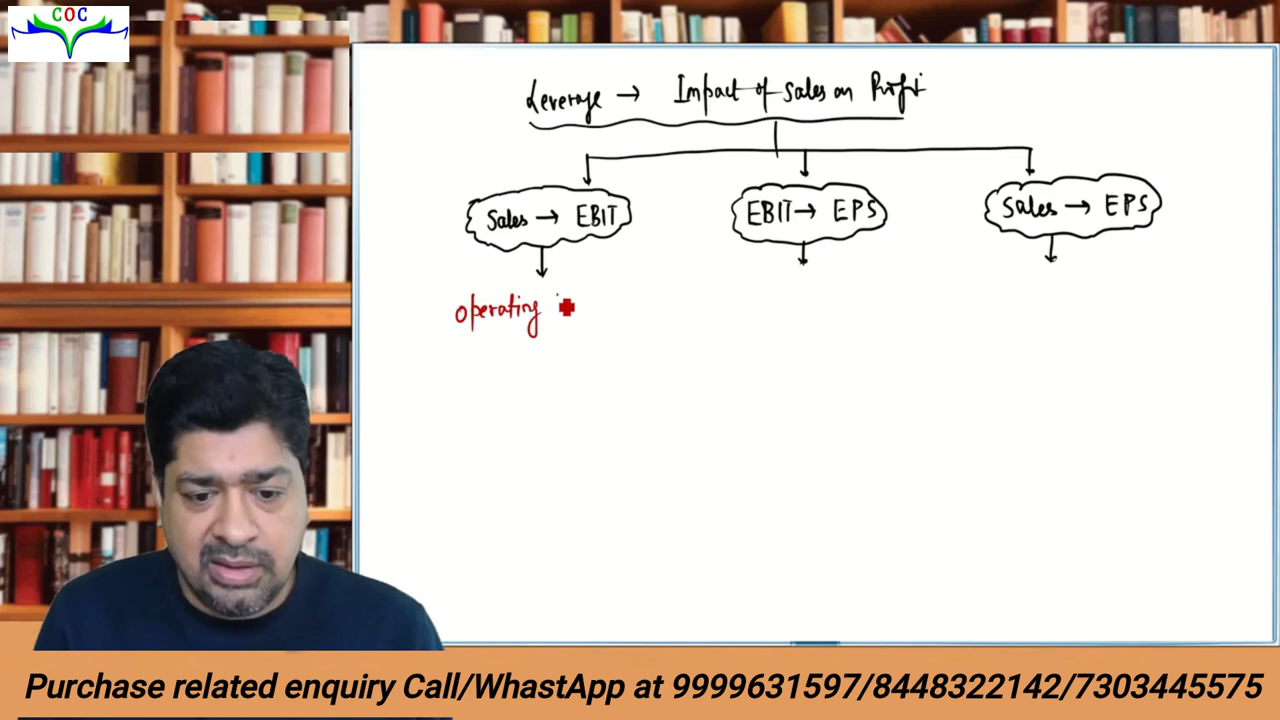 COC
Leverage → Impact of Sales on Profit
Sales → EBIT
EBIT → EPS
Sales → EPS
operating
Purchase related enquiry Call/WhastApp at 9999631597/8448322142/7303445575